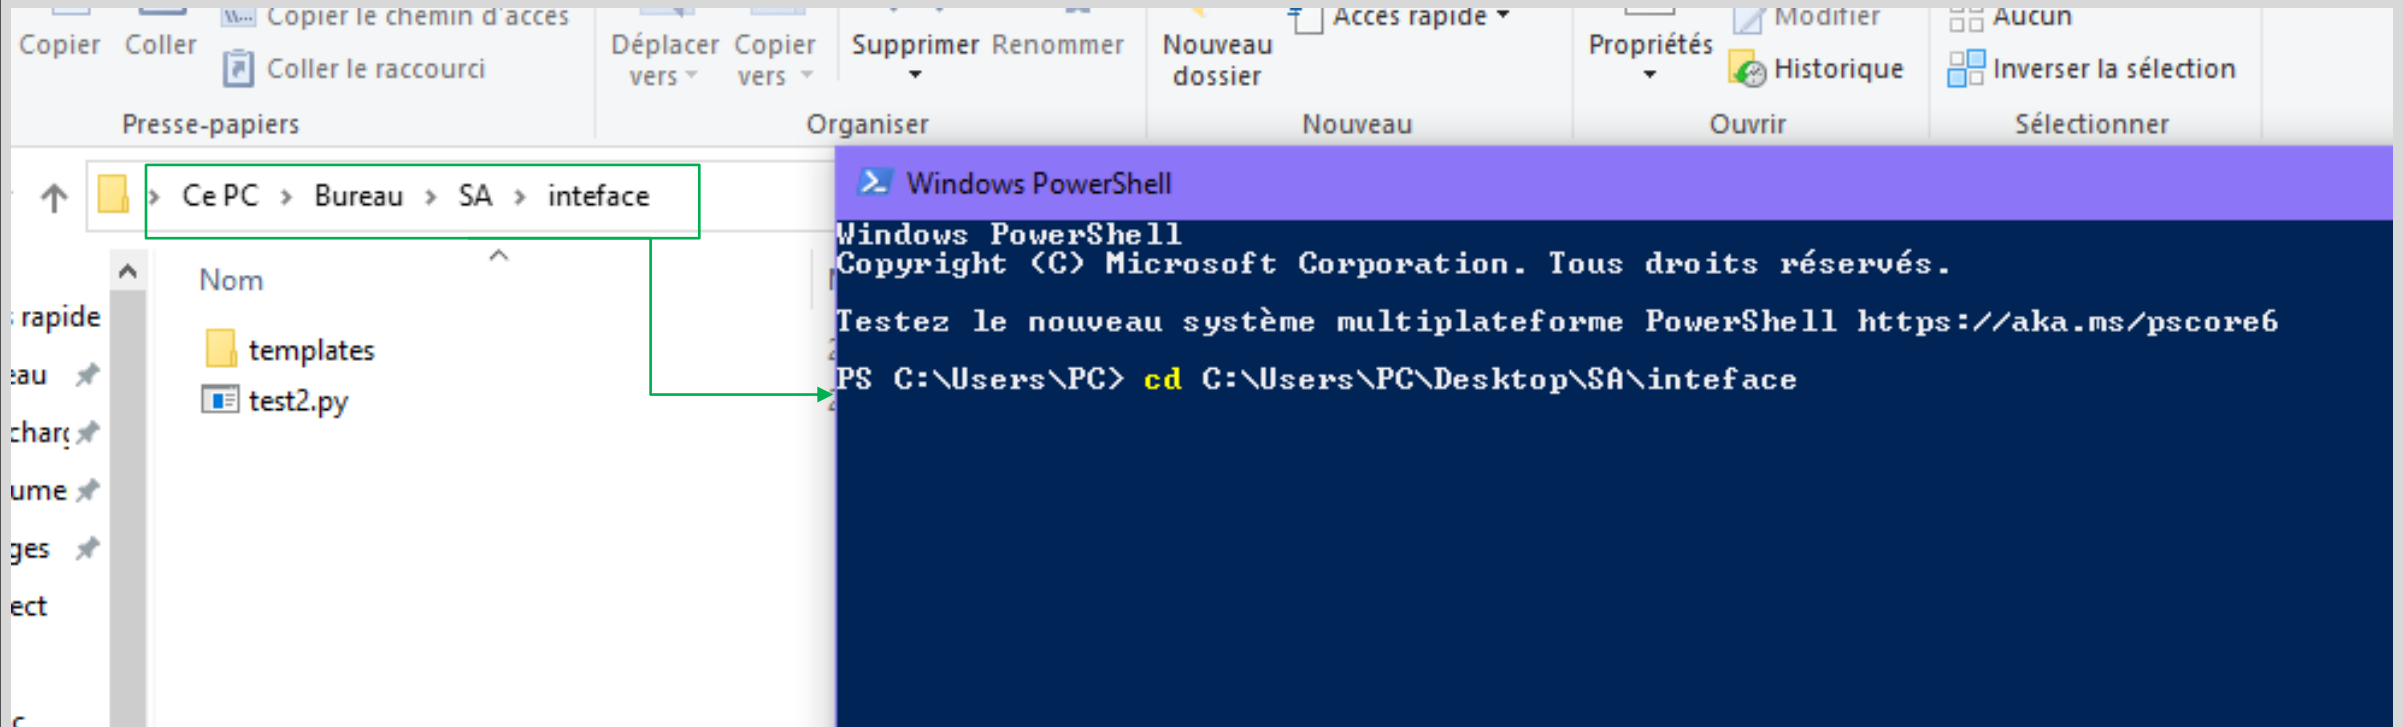 Copier le chemin d'accès
Accès rapide
Modifier
Aucun
Copier
Coller
Déplacer vers
Copier vers
Supprimer
Renommer
Nouveau dossier
Propriétés
Historique
Inverser la sélection
Coller le raccourci
Presse-papiers
Organiser
Nouveau
Ouvrir
Sélectionner
Ce PC > Bureau > SA > inteface
Nom
rapide
templates
test2.py
Windows PowerShell
Windows PowerShell
Copyright (C) Microsoft Corporation. Tous droits réservés.
Testez le nouveau système multiplateforme PowerShell https://aka.ms/pscore6
PS C:\Users\PC> cd C:\Users\PC\Desktop\SA\inteface